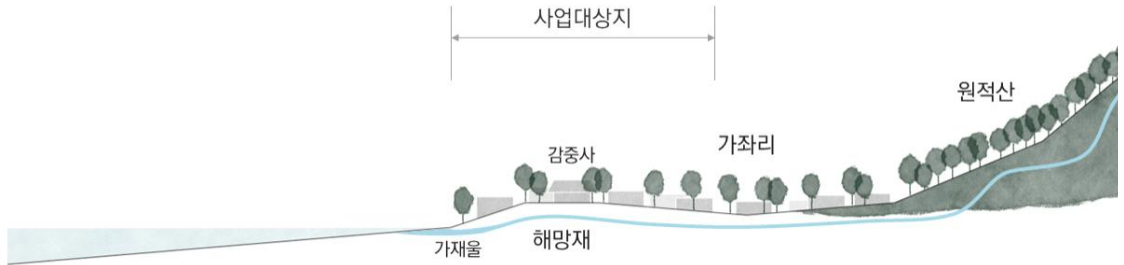 사업대상지
원적산
가좌리
감중사
가재울
해망재